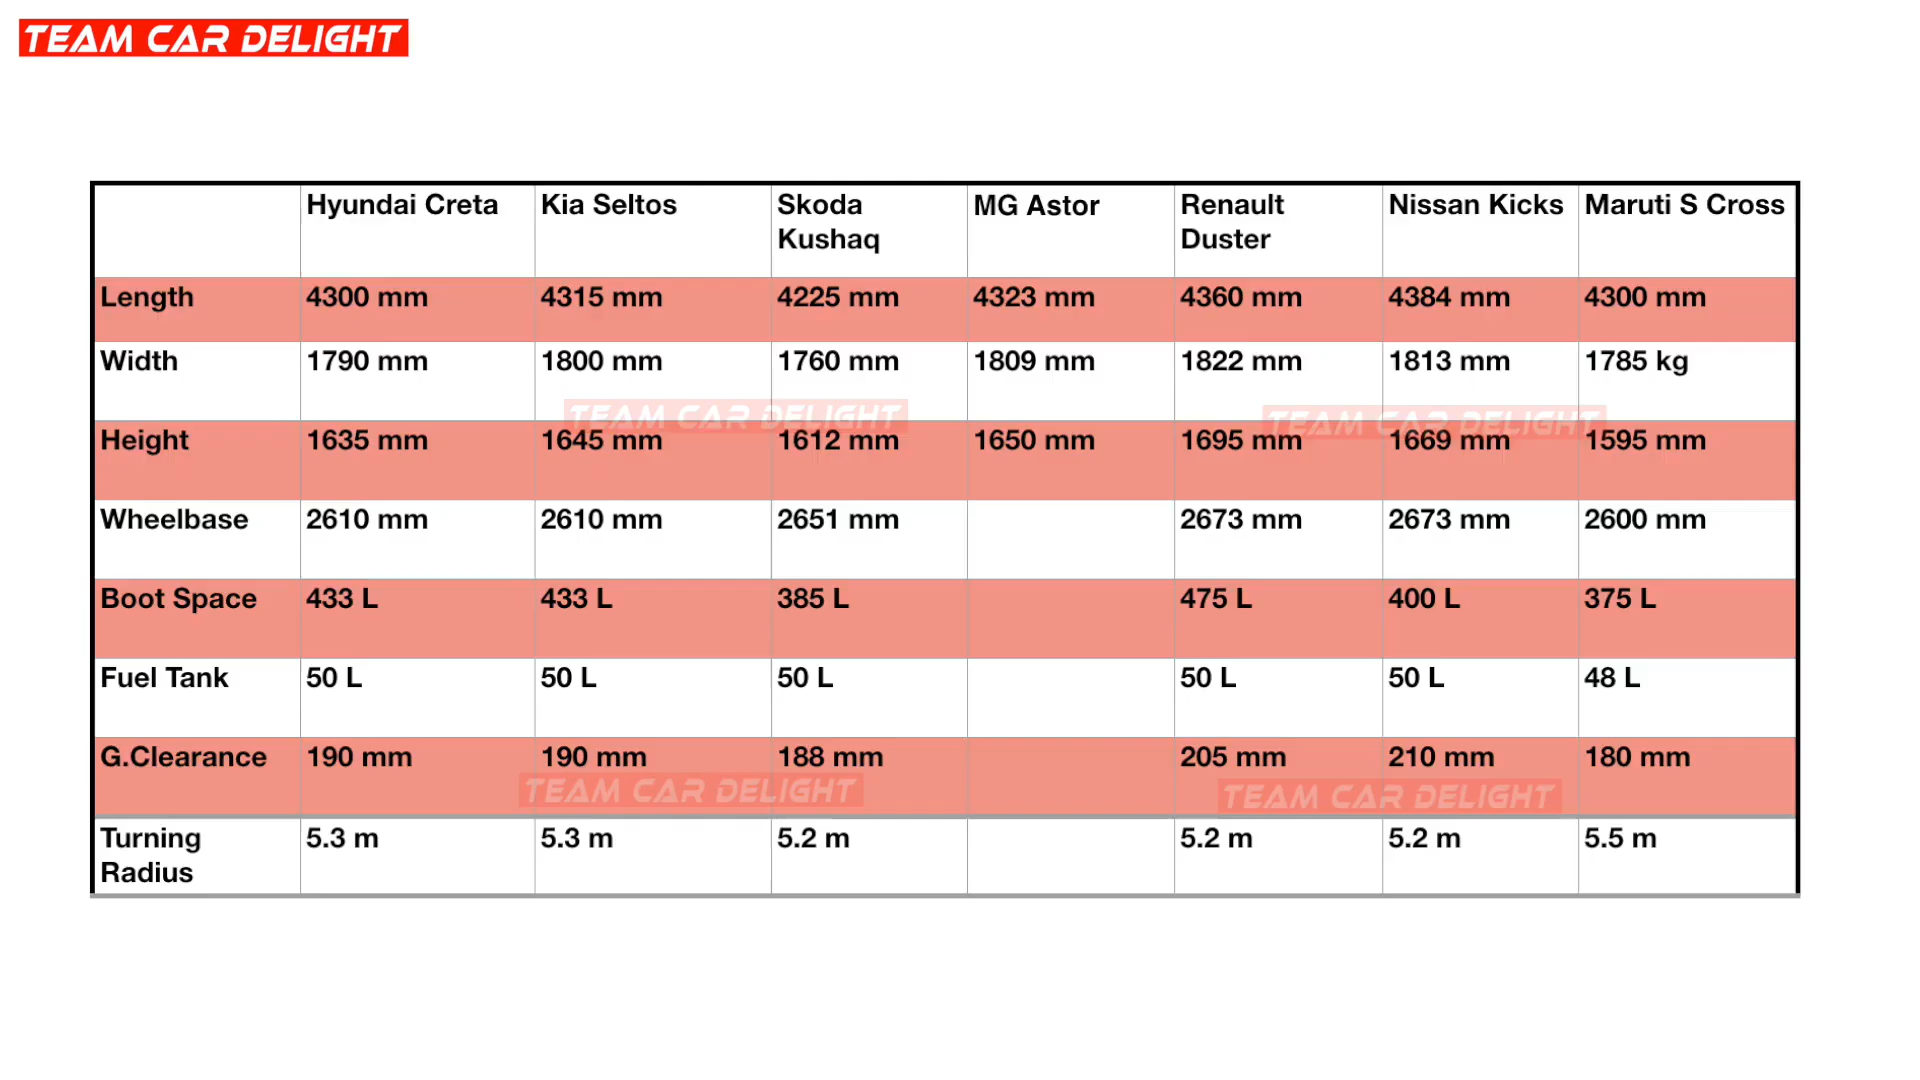 TEAM CAR DELIGHT
Hyundai Creta Kia Seltos Skoda Kushaq MG Astor Renault Duster Nissan Kicks Maruti S Cross
Length 4300 mm 4315 mm 4225 mm 4323 mm 4360 mm 4384 mm 4300 mm
Width 1790 mm 1800 mm 1760 mm 1809 mm 1822 mm 1813 mm 1785 kg
TEAM CAR DELIGHT TEAM CAR DELIGHT
Height 1635 mm 1645 mm 1612 mm 1650 mm 1695 mm 1669 mm 1595 mm
Wheelbase 2610 mm 2610 mm 2651 mm 2673 mm 2673 mm 2600 mm
Boot Space 433 L 433 L 385 L 475 L 400 L 375 L
Fuel Tank 50 L 50 L 50 L 50 L 50 L 48 L
G.Clearance 190 mm 190 mm 188 mm 205 mm 210 mm 180 mm
TEAM CAR DELIGHT TEAM CAR DELIGHT
Turning Radius 5.3 m 5.3 m 5.2 m 5.2 m 5.2 m 5.5 m